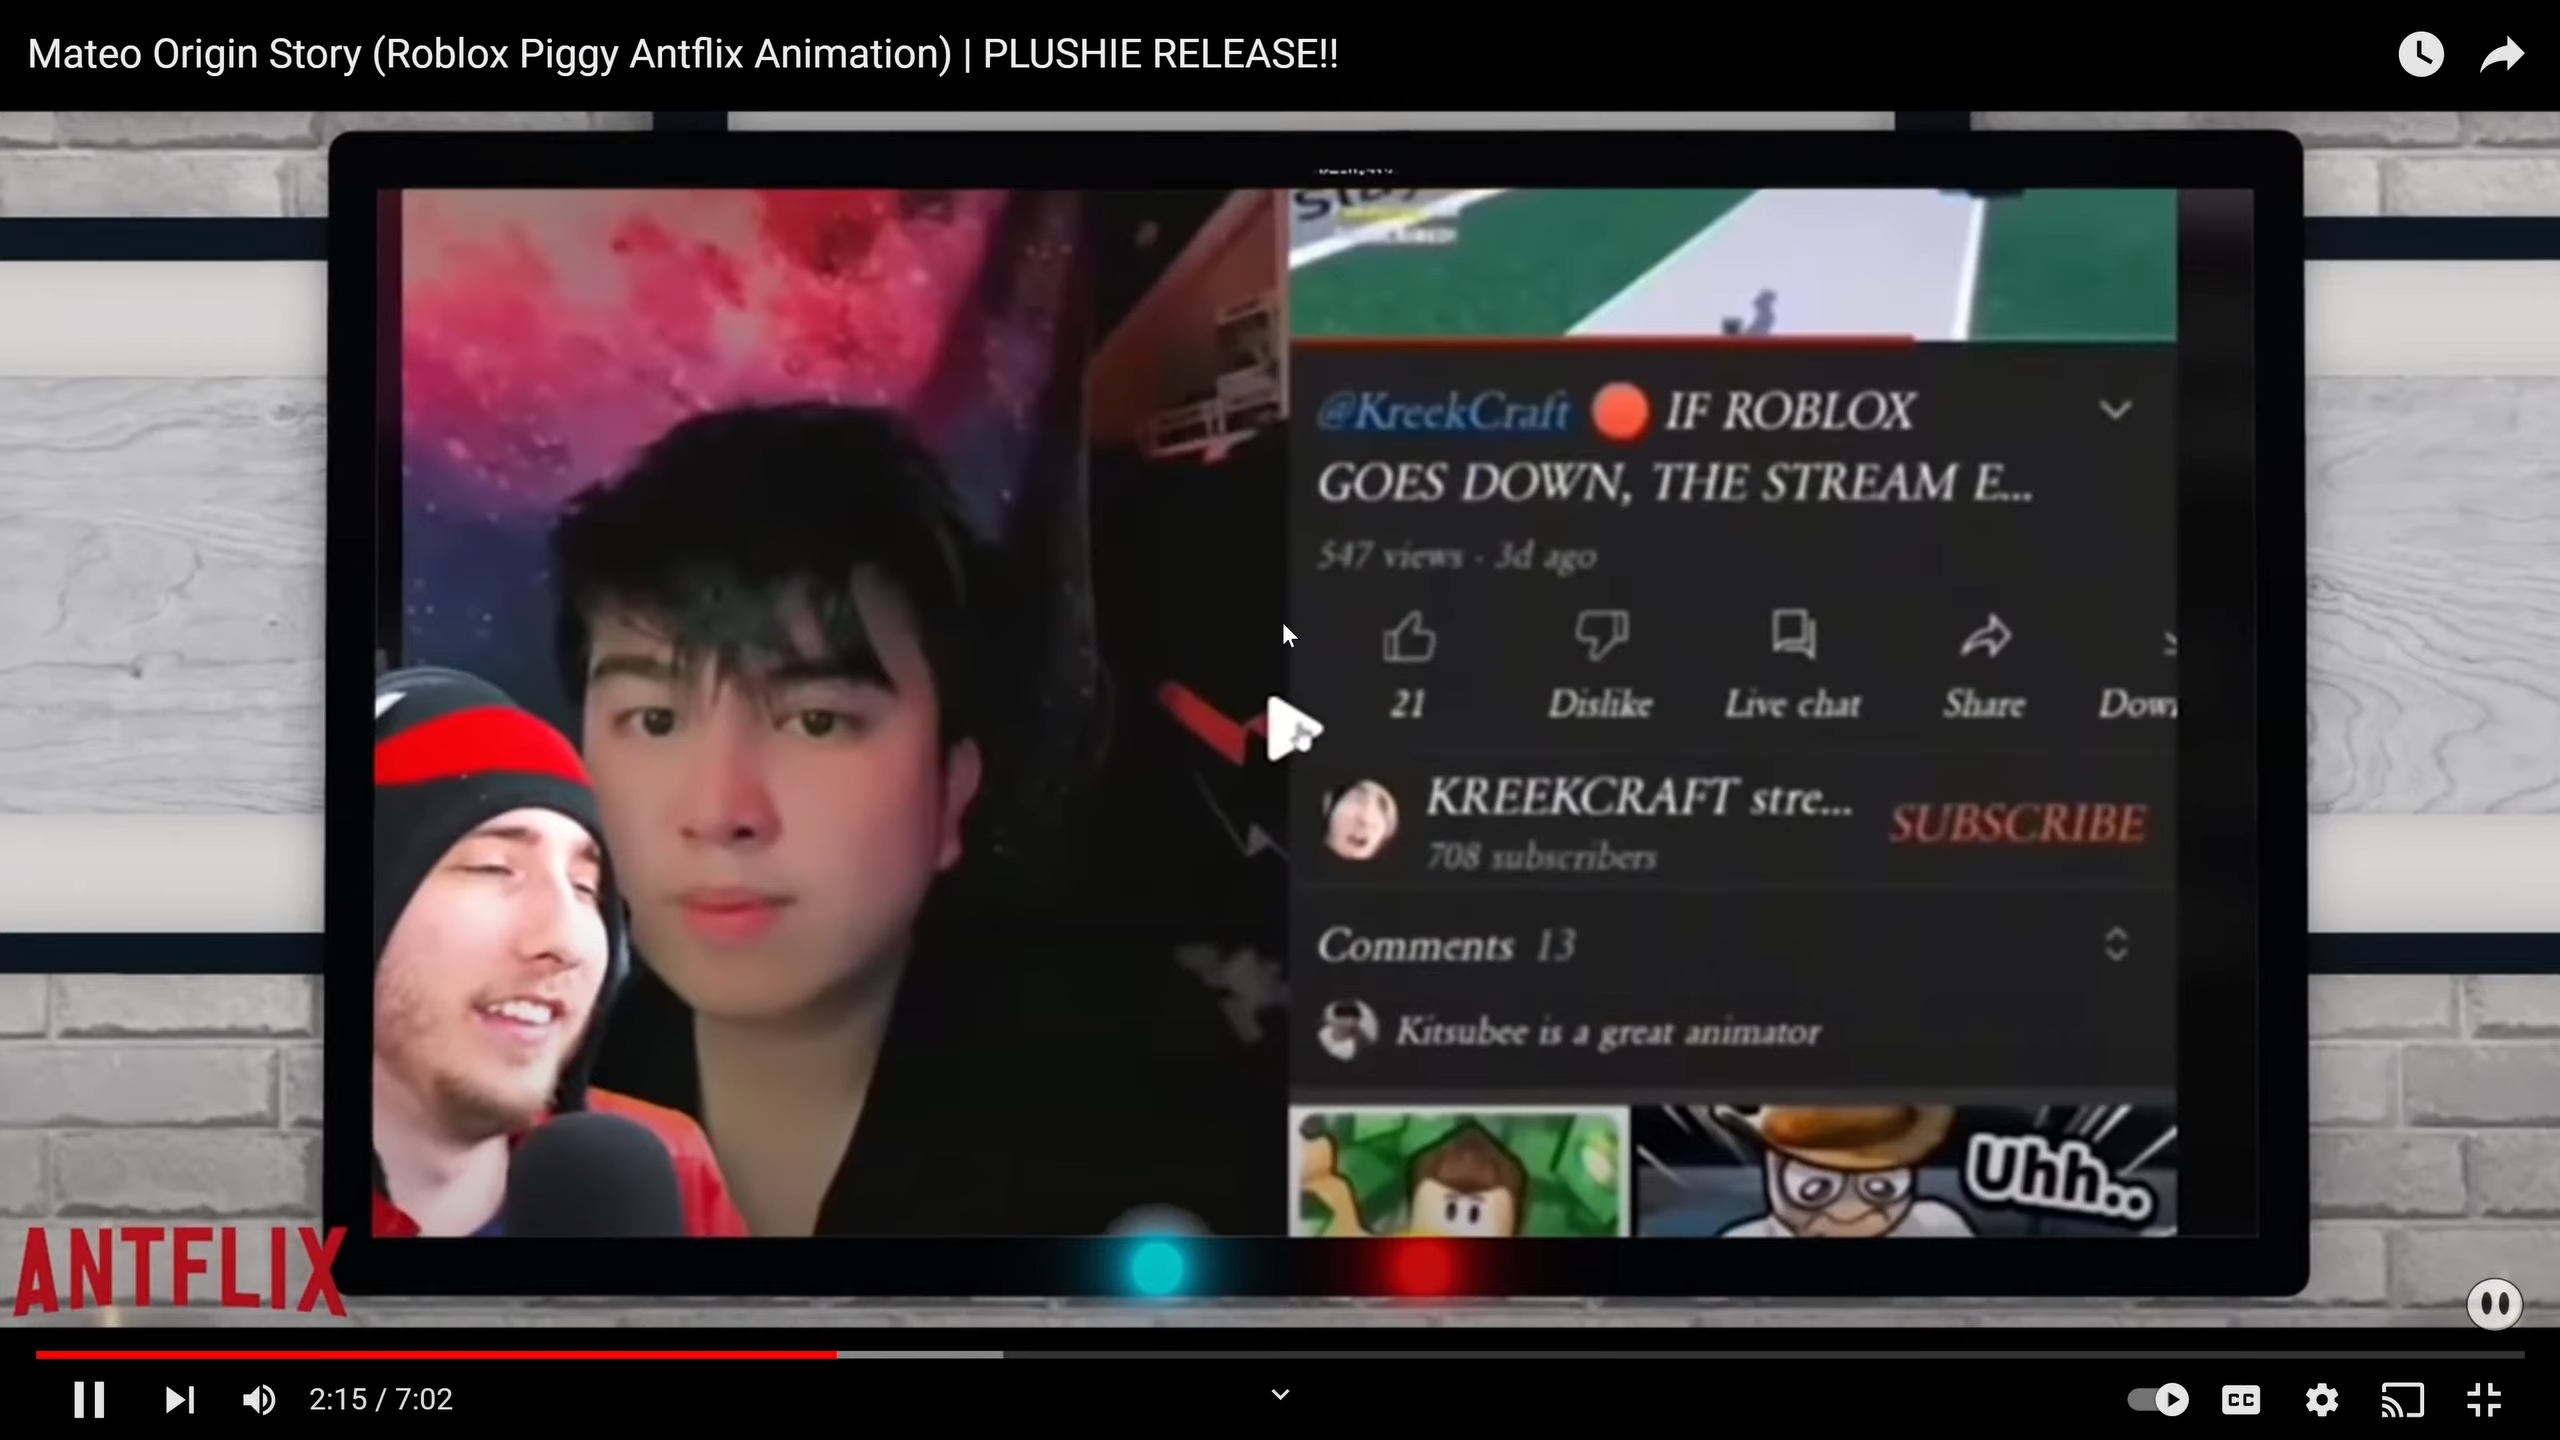 Mateo Origin Story (Roblox Piggy Antflix Animation) | PLUSHIE RELEASE!!
@KreekCraft 🔴 IF ROBLOX
GOES DOWN, THE STREAM E...
547 views - 3d ago
21
Dislike
Live chat
Share
Down
KREEKCRAFT stre...
708 subscribers
SUBSCRIBE
Comments 13
Kitsubee is a great animator
Uhh..
ANTFLIX
2:15 / 7:02
CC